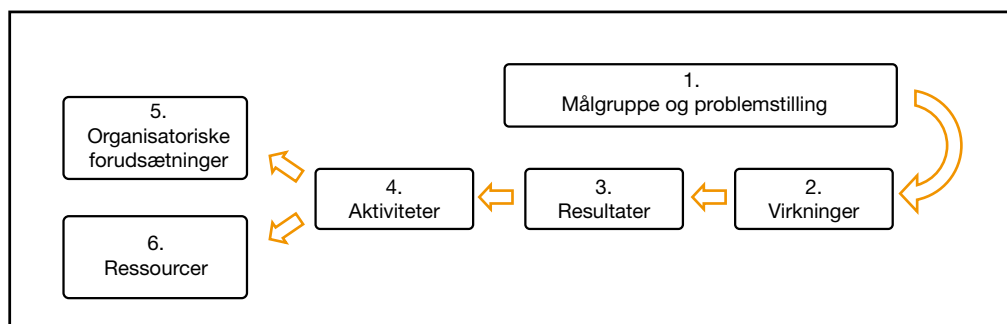 1.
Målgruppe og problemstilling
5.
Organisatoriske
forudsætninger
4.
Aktiviteter
3.
Resultater
2.
Virkninger
6.
Ressourcer